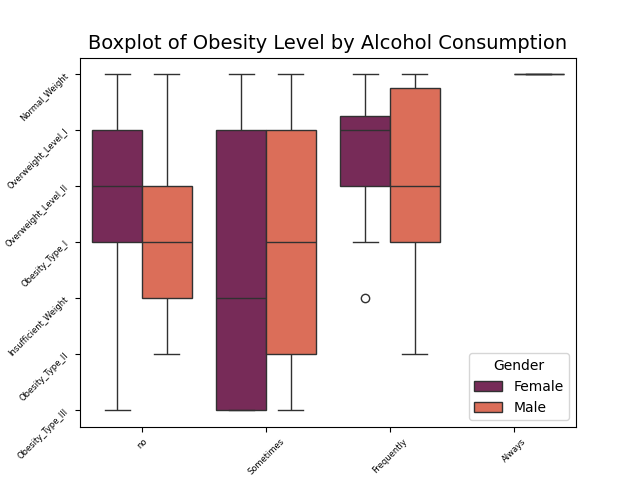 Boxplot of Obesity Level by Alcohol Consumption
Normal_Weight
Overweight_Level_I
Overweight_Level_II
Obesity_Type_I
Insufficient_Weight
Obesity_Type_II
Obesity_Type_III
no
Sometimes
Frequently
Always
Gender
Female
Male